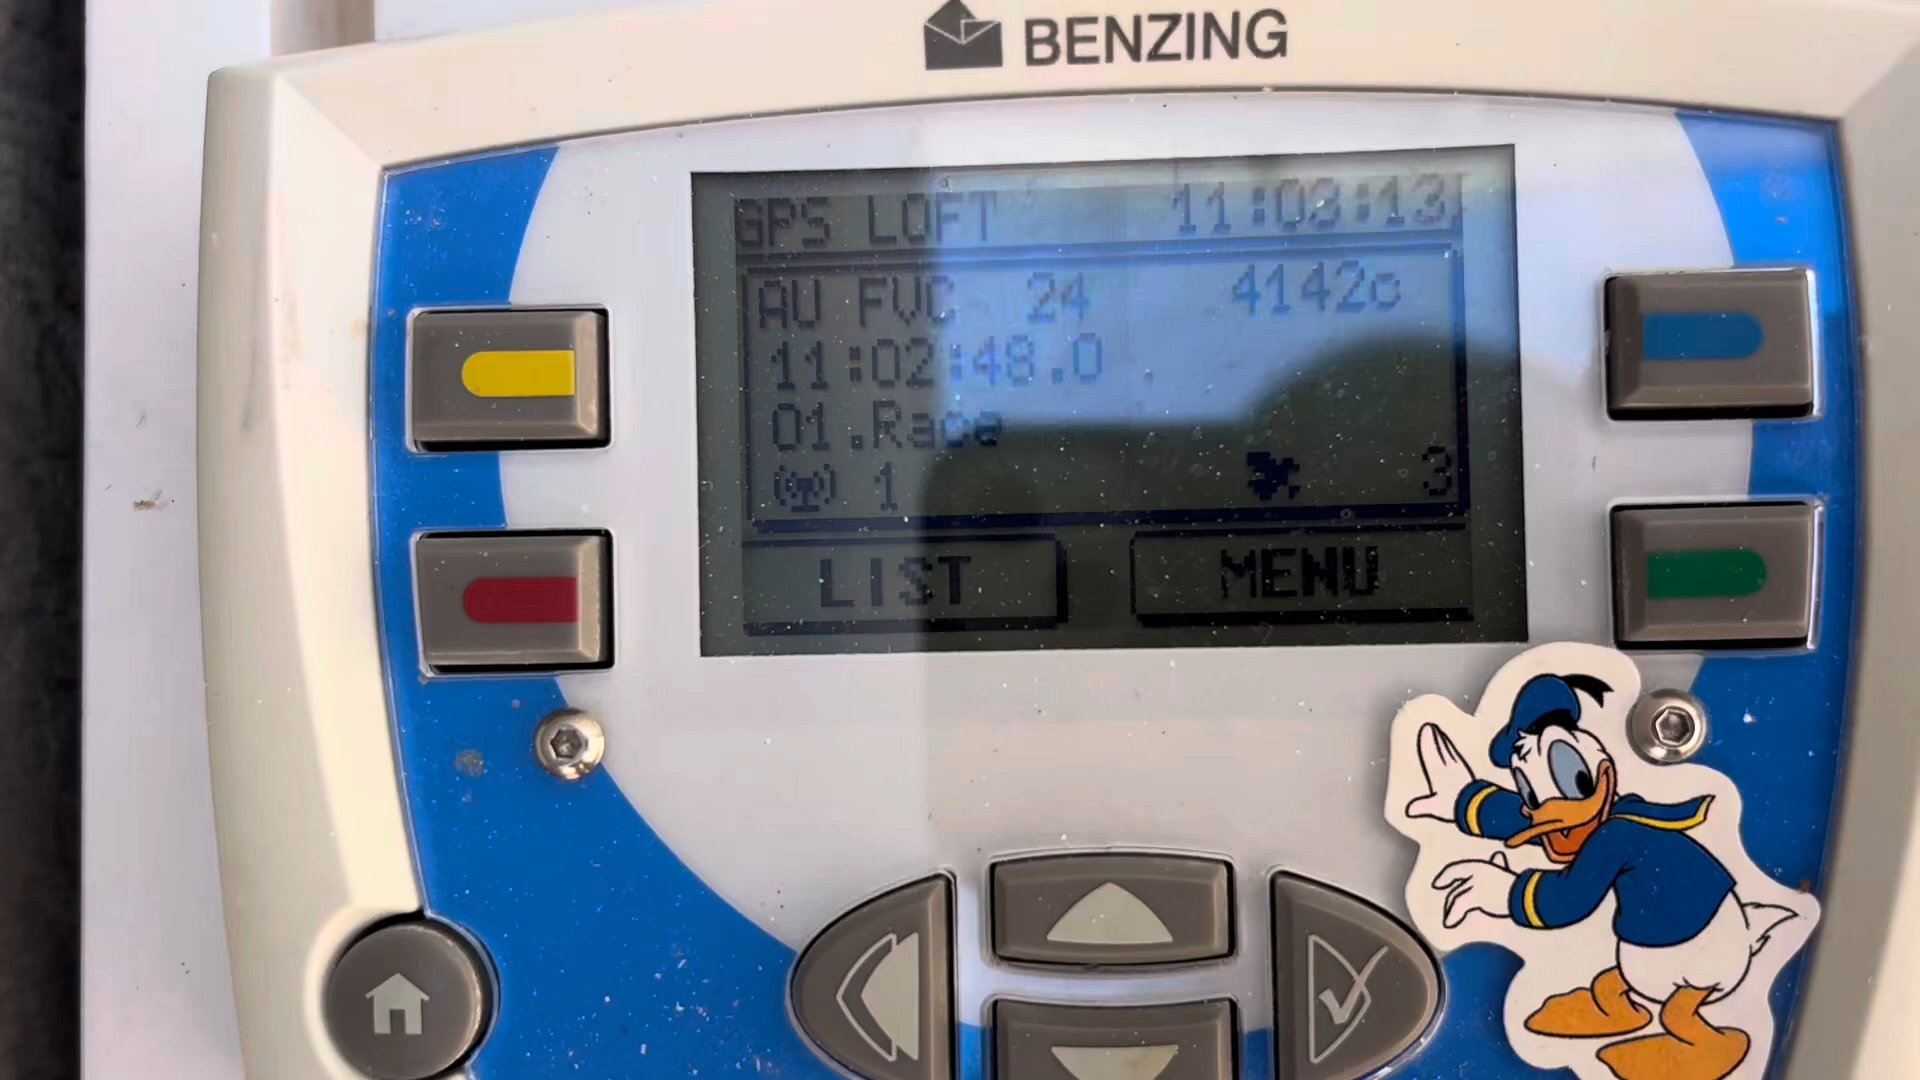 BENZING
GPS LOFT 11:03:13
AU FVC 24 4142o
11:02:48.0
01.Race
1 3
LIST MENU